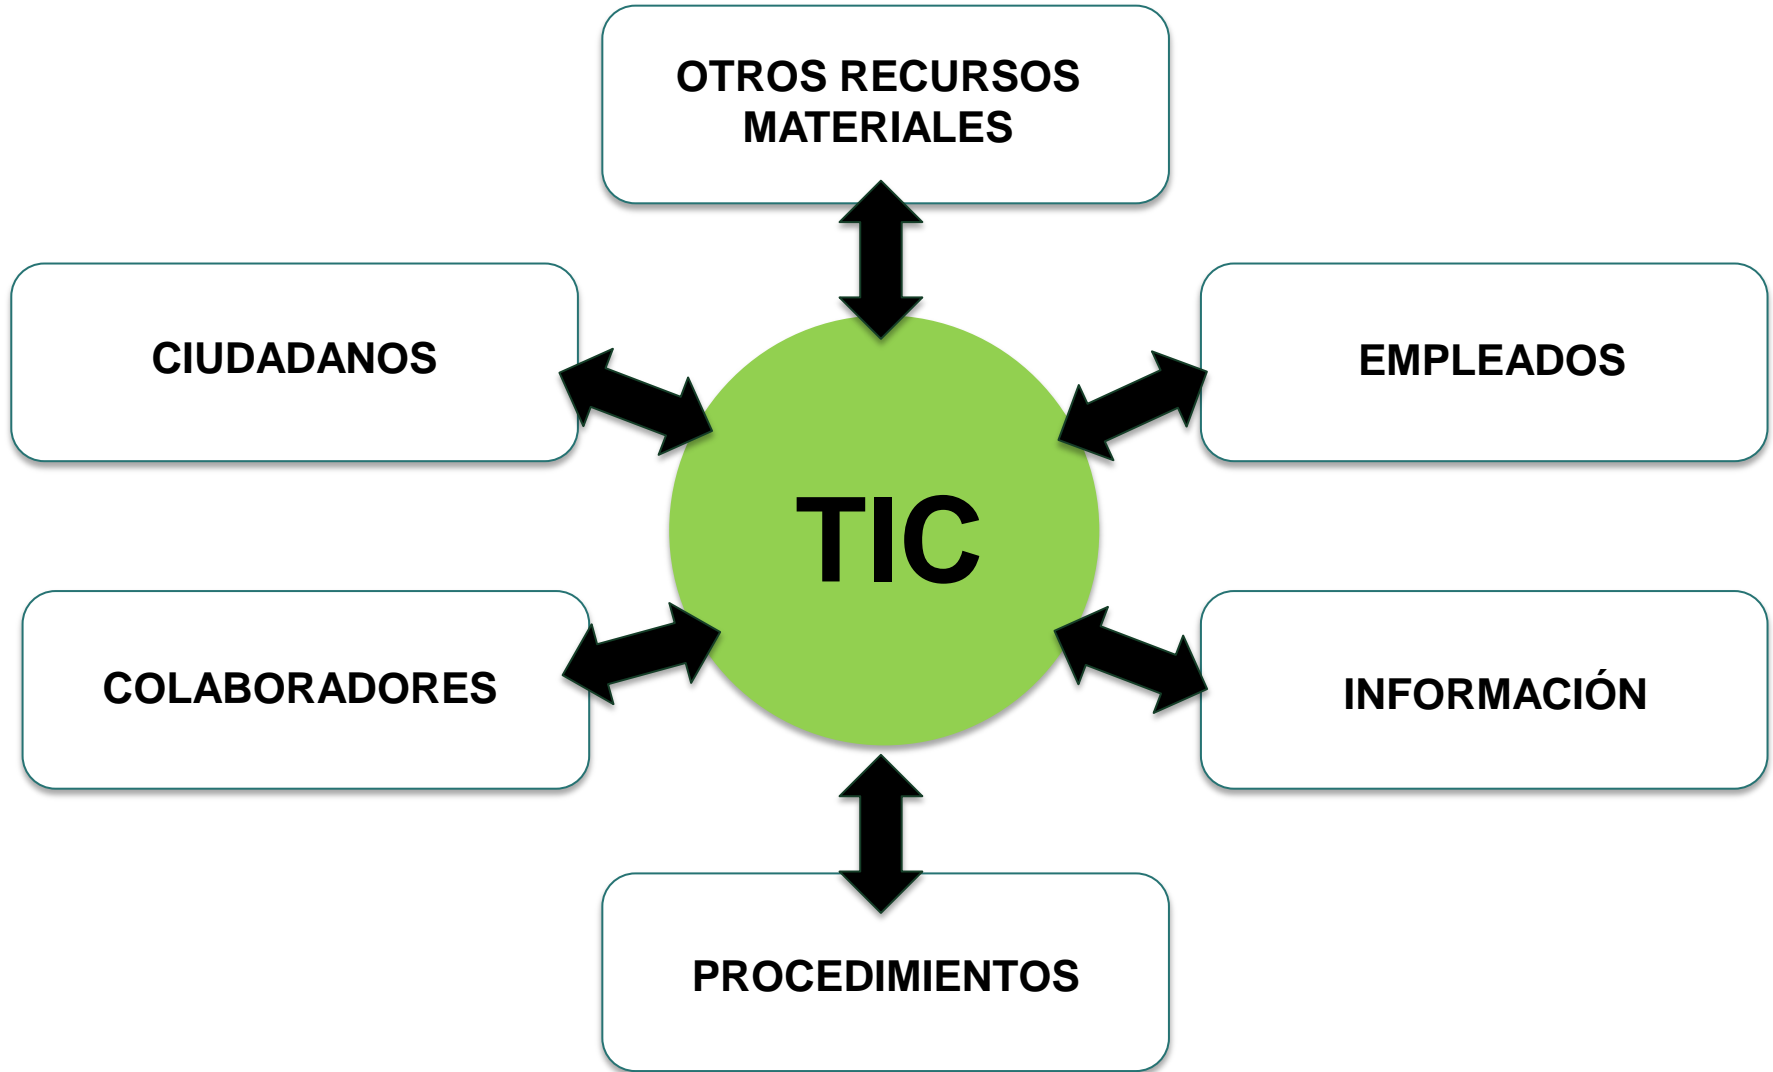 OTROS RECURSOS
MATERIALES
CIUDADANOS
EMPLEADOS
TIC
COLABORADORES
INFORMACIÓN
PROCEDIMIENTOS